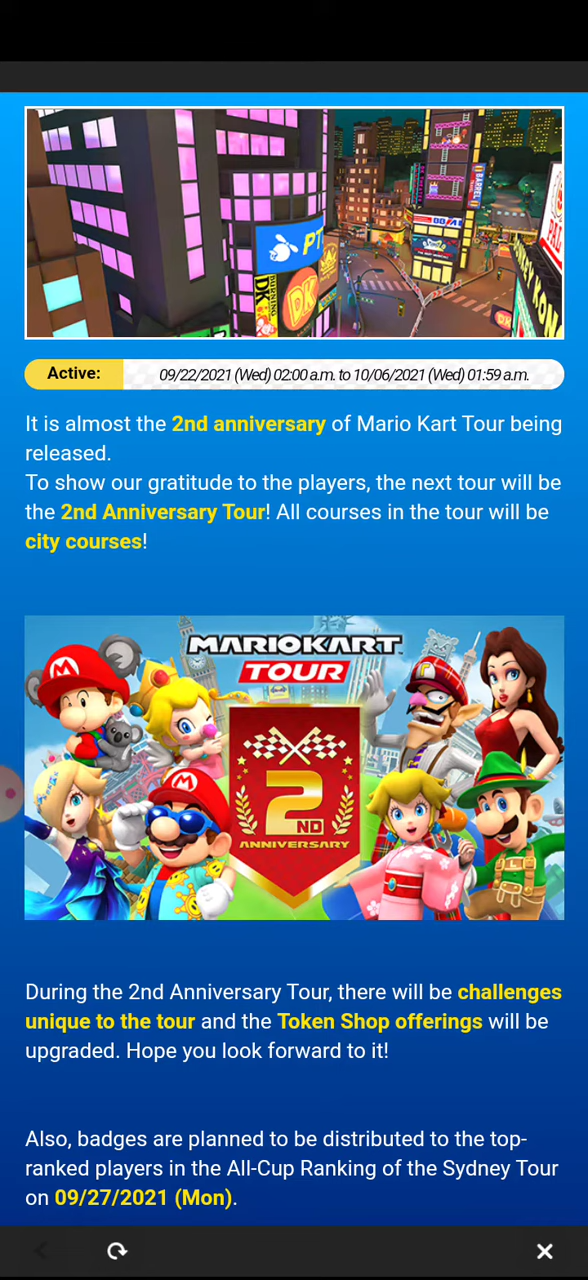 PT
DK
DK
Active:
09/22/2021 (Wed) 02:00 a.m. to 10/06/2021 (Wed) 01:59 a.m.
It is almost the 2nd anniversary of Mario Kart Tour being
released.
To show our gratitude to the players, the next tour will be
the 2nd Anniversary Tour! All courses in the tour will be
city courses!
MARIOKART
TOUR
2ND
ANNIVERSARY
During the 2nd Anniversary Tour, there will be challenges
unique to the tour and the Token Shop offerings will be
upgraded. Hope you look forward to it!
Also, badges are planned to be distributed to the top-
ranked players in the All-Cup Ranking of the Sydney Tour
on 09/27/2021 (Mon).